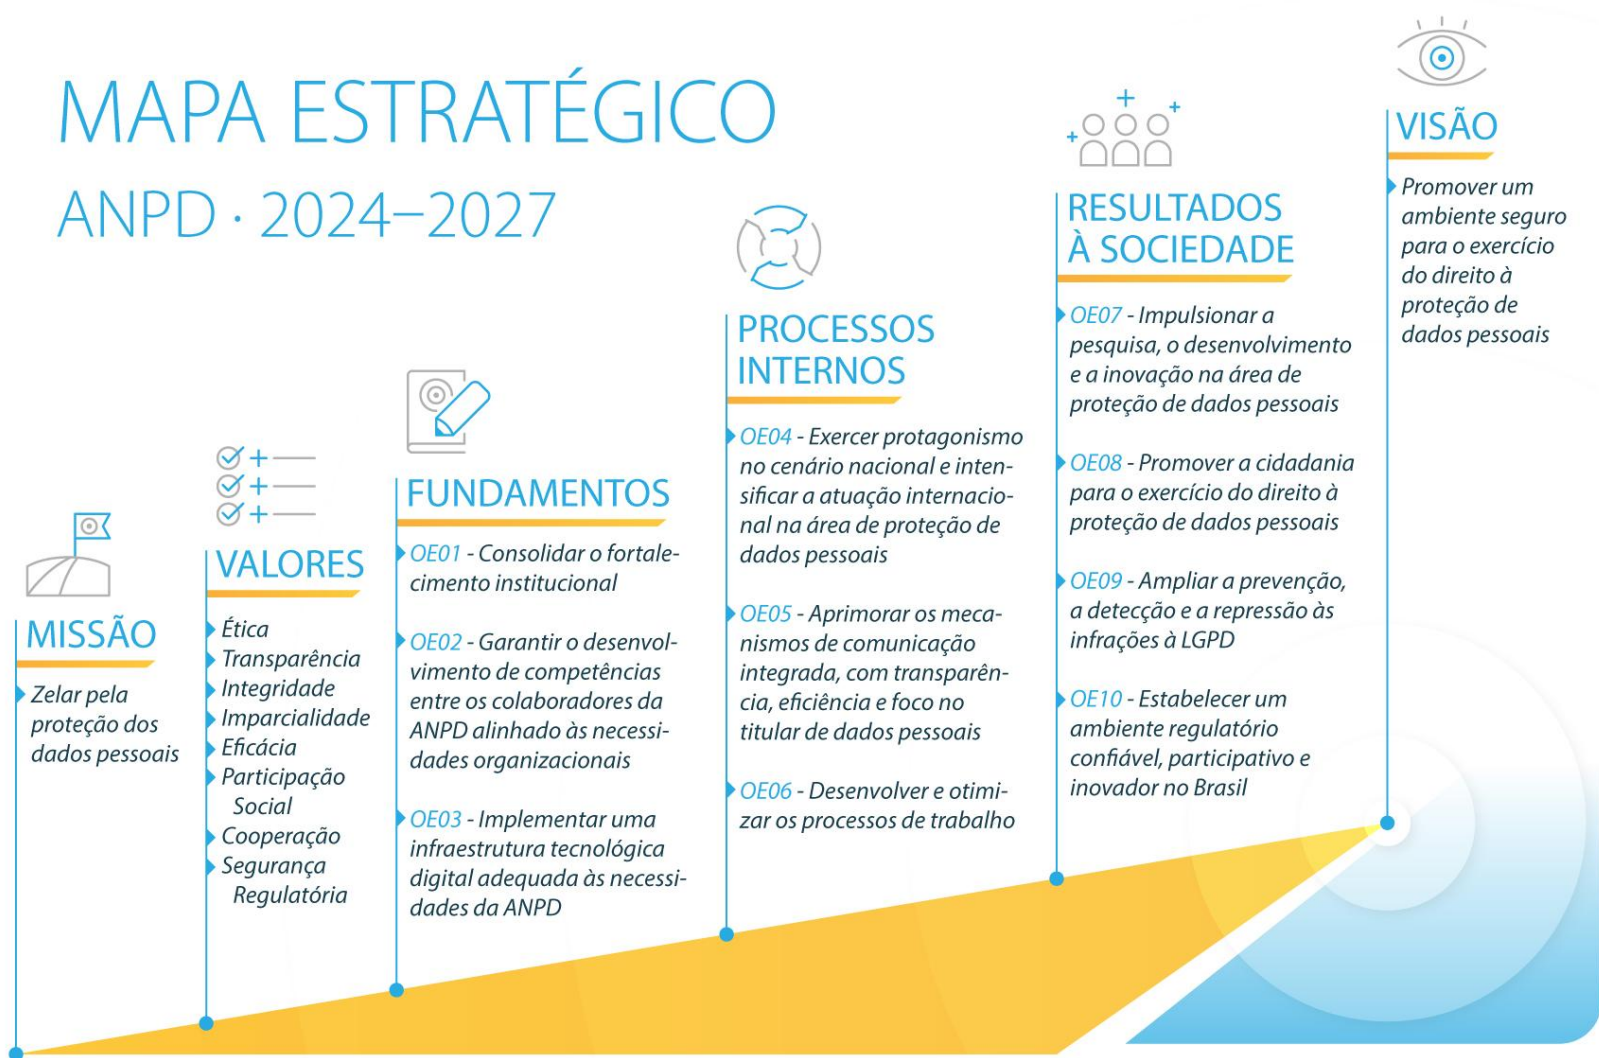 MAPA ESTRATÉGICO
ANPD · 2024–2027
MISSÃO
Zelar pela
proteção dos
dados pessoais
VALORES
Ética
Transparência
Integridade
Imparcialidade
Eficácia
Participação
Social
Cooperação
Segurança
Regulatória
FUNDAMENTOS
OE01 - Consolidar o fortale-
cimento institucional
OE02 - Garantir o desenvol-
vimento de competências
entre os colaboradores da
ANPD alinhado às necessi-
dades organizacionais
OE03 - Implementar uma
infraestrutura tecnológica
digital adequada às necessi-
dades da ANPD
PROCESSOS
INTERNOS
OE04 - Exercer protagonismo
no cenário nacional e inten-
sificar a atuação internacio-
nal na área de proteção de
dados pessoais
OE05 - Aprimorar os meca-
nismos de comunicação
integrada, com transparên-
cia, eficiência e foco no
titular de dados pessoais
OE06 - Desenvolver e otimi-
zar os processos de trabalho
RESULTADOS
À SOCIEDADE
OE07 - Impulsionar a
pesquisa, o desenvolvimento
e a inovação na área de
proteção de dados pessoais
OE08 - Promover a cidadania
para o exercício do direito à
proteção de dados pessoais
OE09 - Ampliar a prevenção,
a detecção e a repressão às
infrações à LGPD
OE10 - Estabelecer um
ambiente regulatório
confiável, participativo e
inovador no Brasil
VISÃO
Promover um
ambiente seguro
para o exercício
do direito à
proteção de
dados pessoais